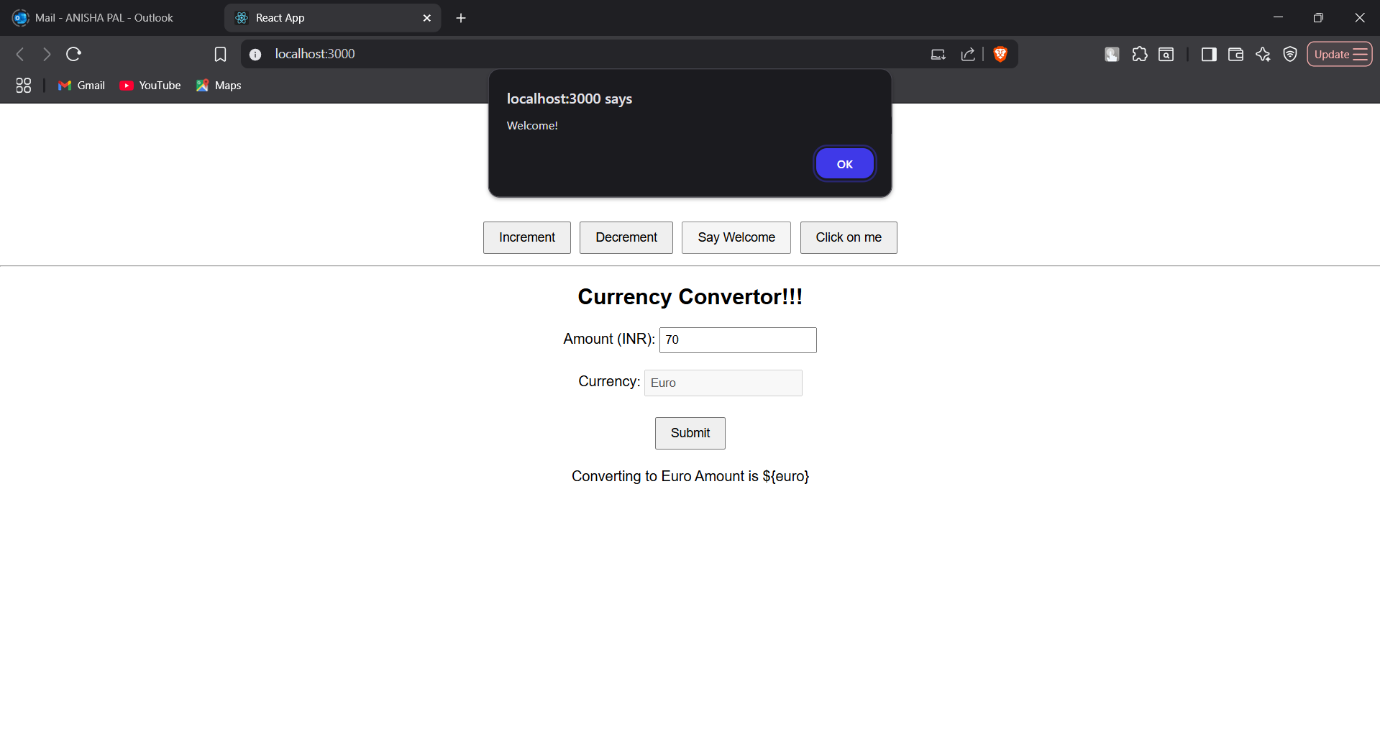 Mail - ANISHA PAL - Outlook
React App
localhost:3000
Update
Gmail
YouTube
Maps
localhost:3000 says
Welcome!
OK
Increment
Decrement
Say Welcome
Click on me
Currency Convertor!!!
Amount (INR): 70
Currency: Euro
Submit
Converting to Euro Amount is ${euro}